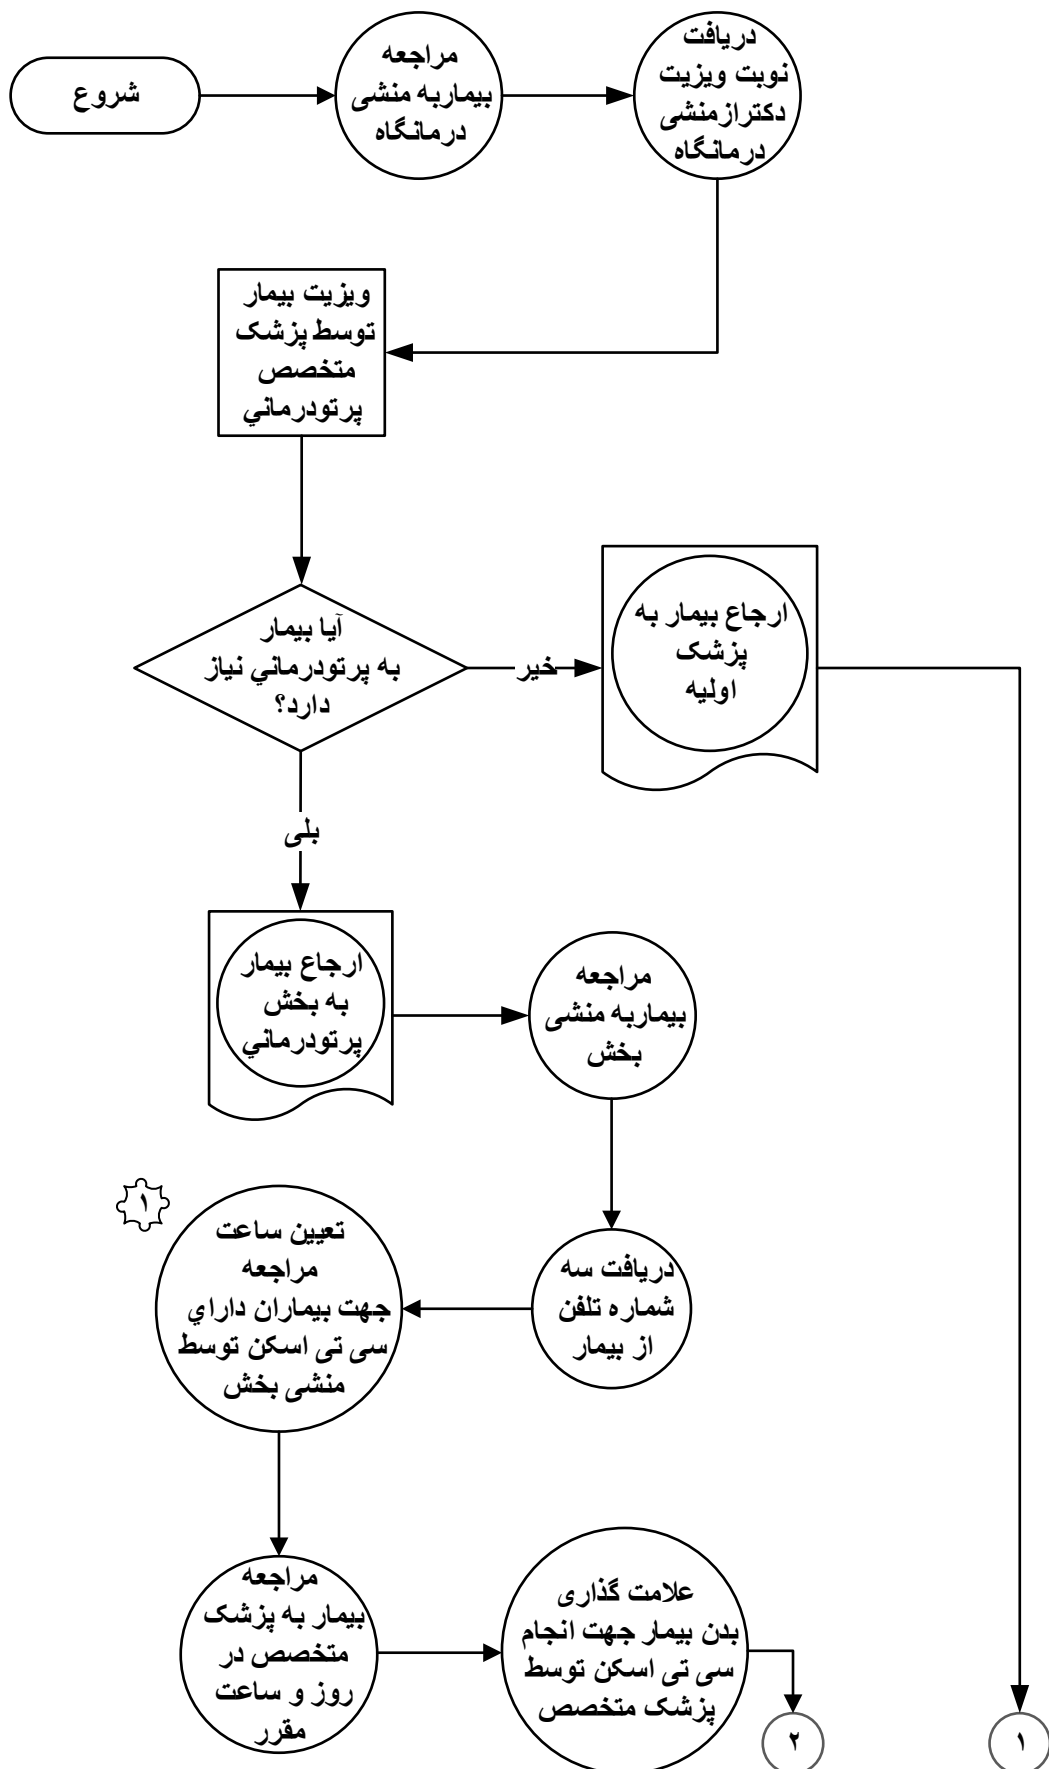 شروع
مراجعه
بیماربه منشی
درمانگاه
دریافت
نوبت ویزیت
دکترازمنشی
درمانگاه
ویزیت بیمار
توسط پزشک
متخصص
پرتودرماني
آیا بیمار
به پرتودرماني نیاز
دارد؟
خیر
ارجاع بیمار به
پزشک
اولیه
بلی
ارجاع بیمار
به بخش
پرتودرماني
مراجعه
بیماربه منشی
بخش
دریافت سه
شماره تلفن
از بیمار
۱
تعیین ساعت
مراجعه
جهت بیماران داراي
سی تی اسکن توسط
منشی بخش
مراجعه
بیمار به پزشک
متخصص در
روز و ساعت
مقرر
علامت گذاری
بدن بیمار جهت انجام
سی تی اسکن توسط
پزشک متخصص
۲
۱